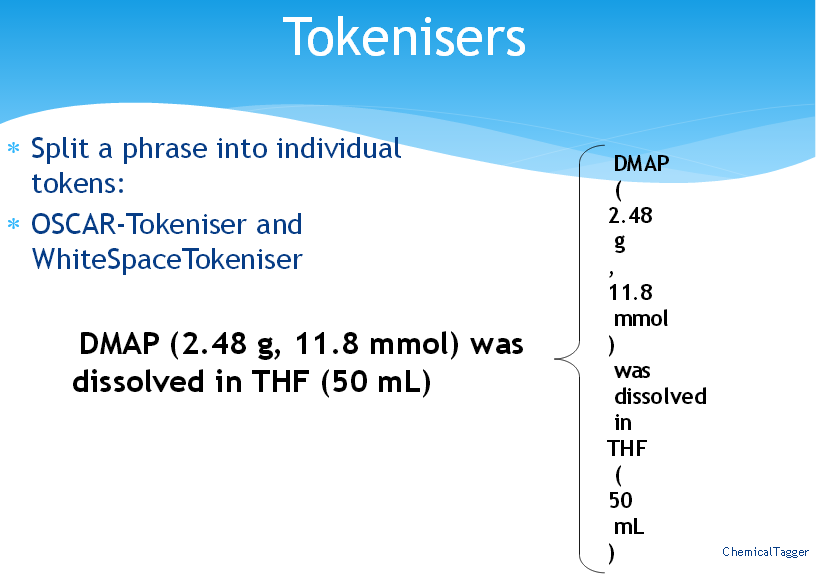 Tokenisers
* Split a phrase into individual
tokens:
* OSCAR-Tokeniser and
WhiteSpaceTokeniser
DMAP (2.48 g, 11.8 mmol) was
dissolved in THF (50 mL)
DMAP
(
2.48
g
,
11.8
mmol
)
was
dissolved
in
THF
(
50
mL
)
ChemicalTagger